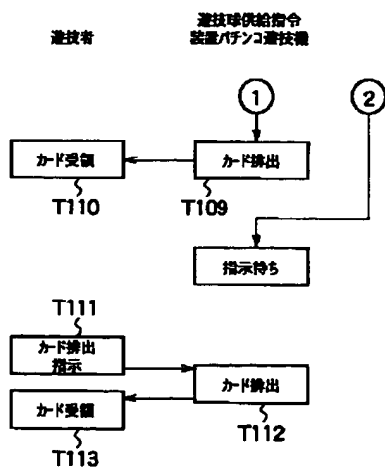 遊技者
遊技球供給指令
装置パチンコ遊技機
1
2
カード受領
カード排出
T110
T109
指示待ち
T111
カード排出
指示
カード排出
カード受領
T112
T113